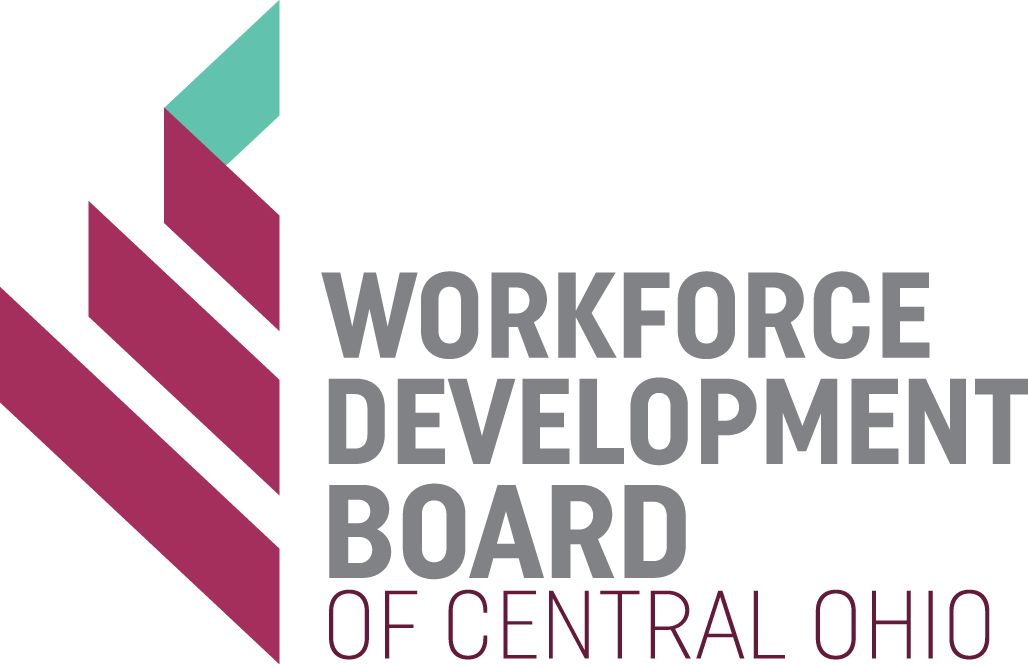 WORKFORCE
DEVELOPMENT
BOARD
OF CENTRAL OHIO